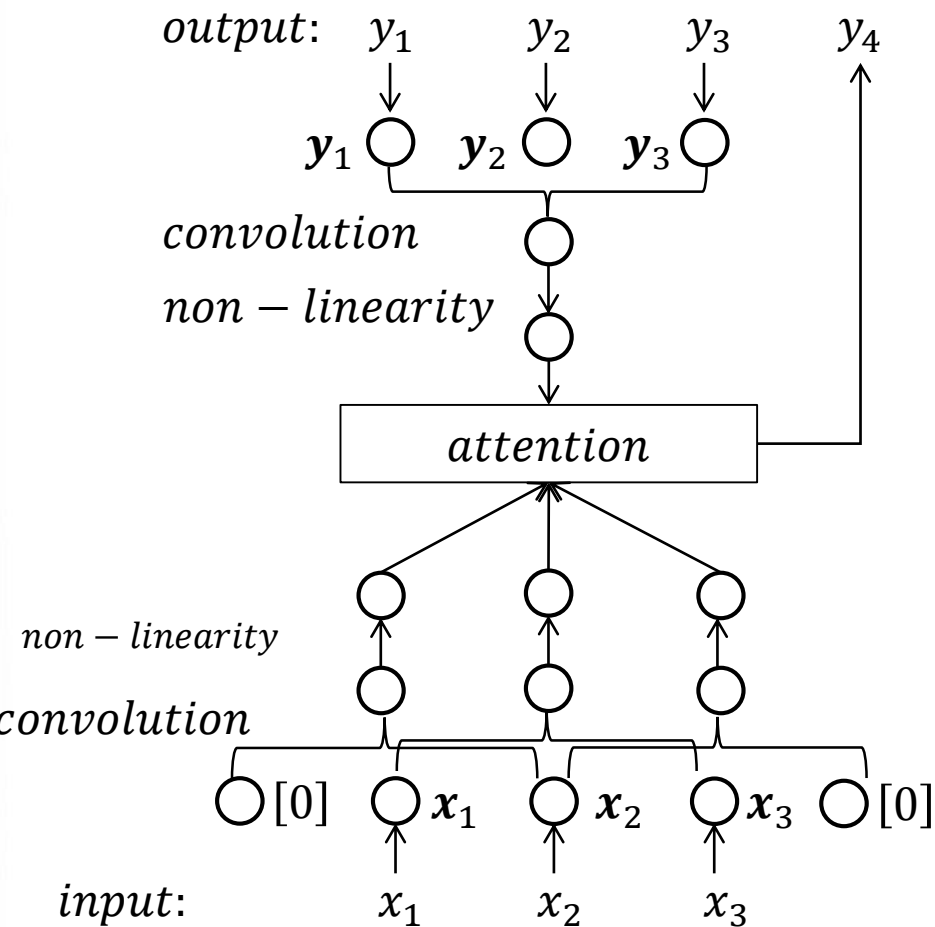 output: y₁ y₂ y₃ y₄
𝒚₁ 𝒚₂ 𝒚₃
convolution
non − linearity
attention
non − linearity
convolution
[0] 𝒙₁ 𝒙₂ 𝒙₃ [0]
input: x₁ x₂ x₃